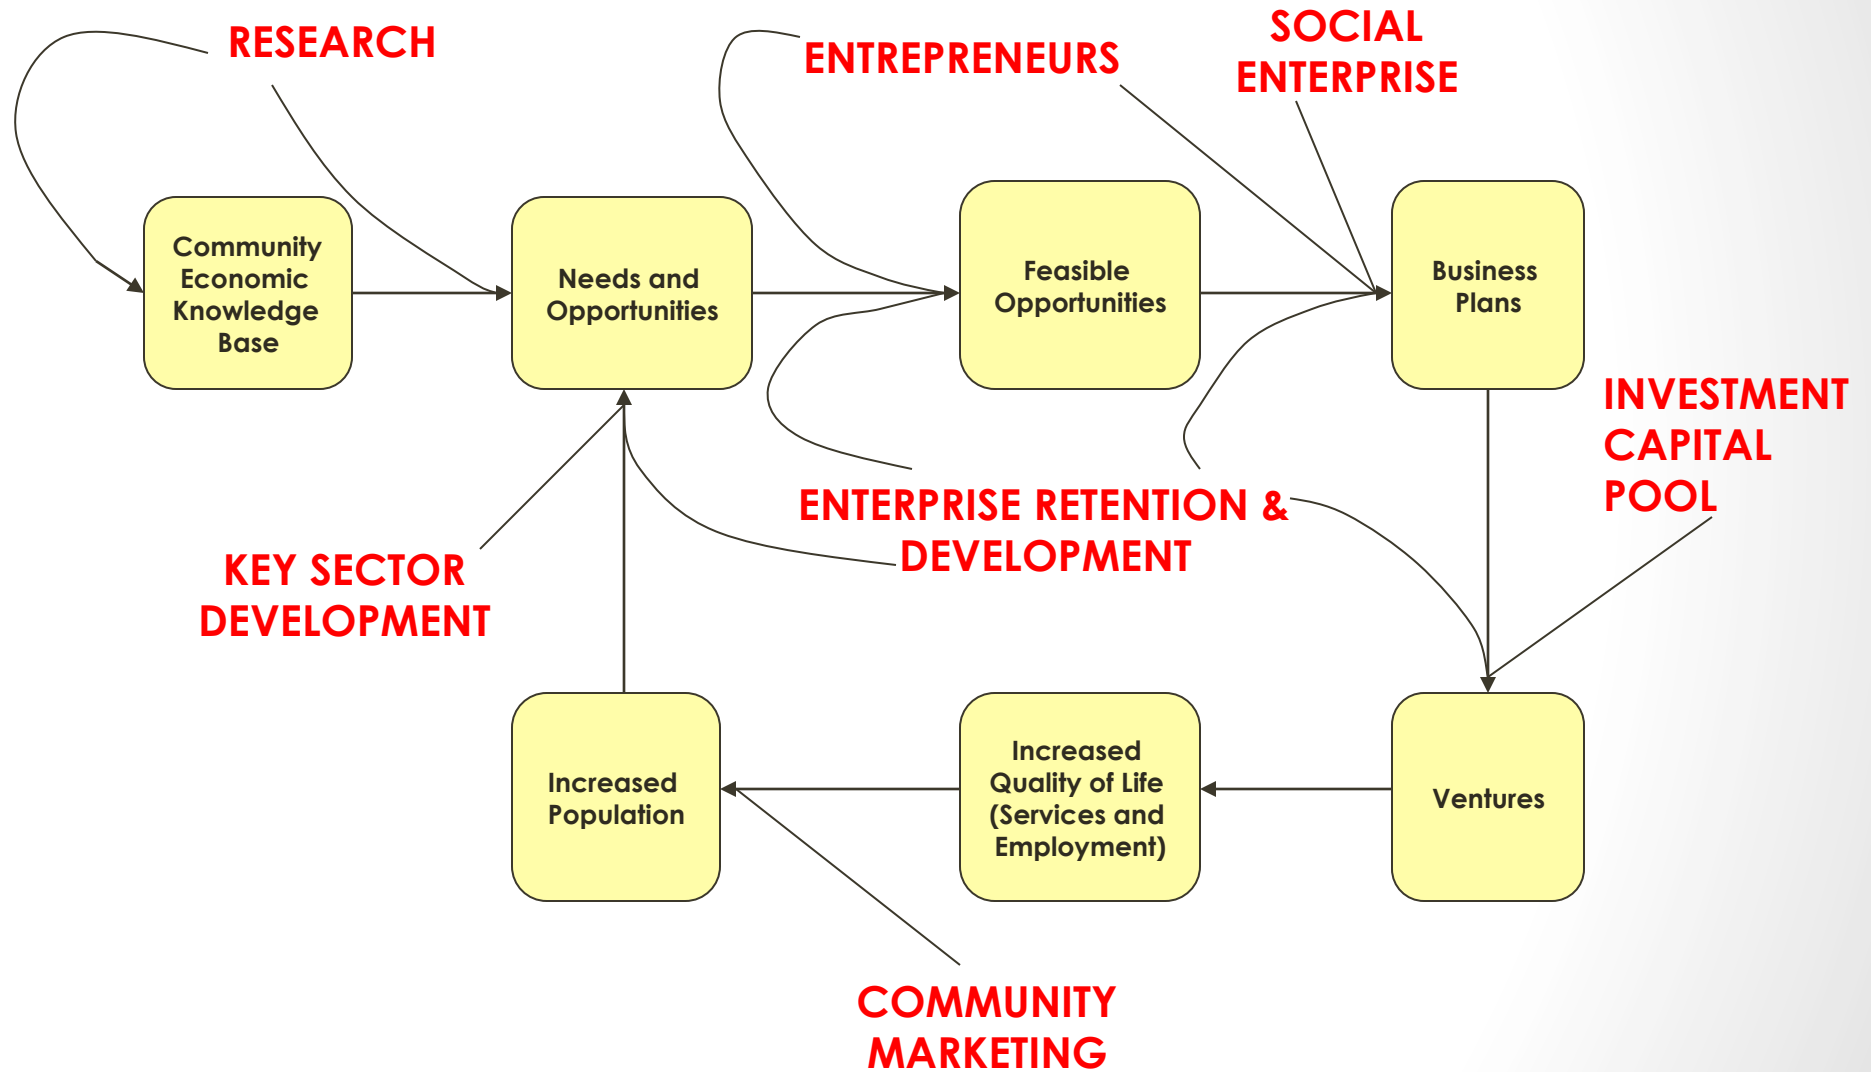 RESEARCH
ENTREPRENEURS
SOCIAL
ENTERPRISE
Community
Economic
Knowledge
Base
Needs and
Opportunities
Feasible
Opportunities
Business
Plans
INVESTMENT
CAPITAL
POOL
ENTERPRISE RETENTION &
DEVELOPMENT
KEY SECTOR
DEVELOPMENT
Increased
Population
Increased
Quality of Life
(Services and
Employment)
Ventures
COMMUNITY
MARKETING